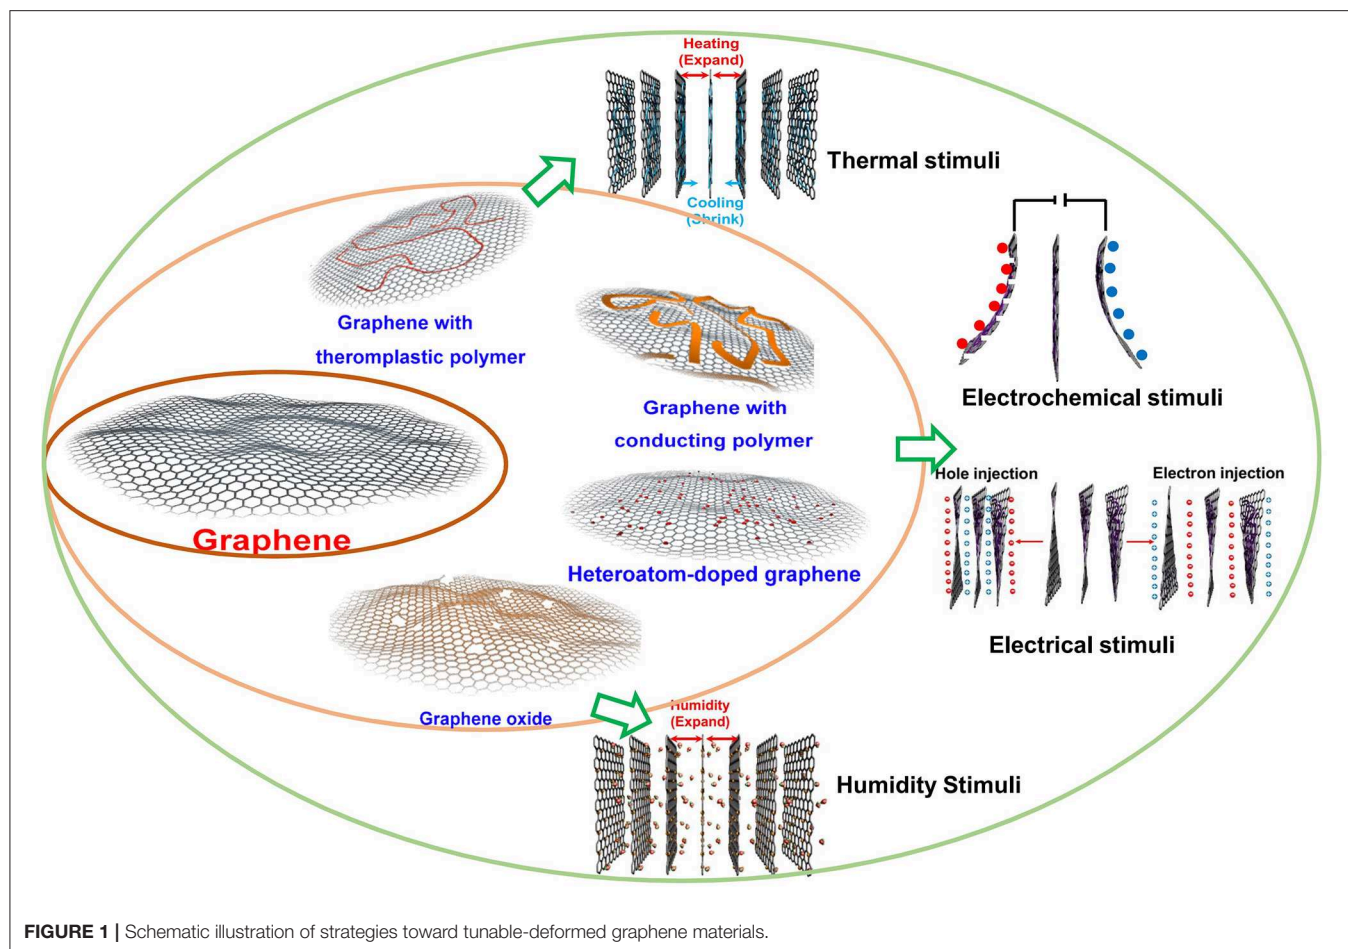 Heating
(Expand)
Thermal stimuli
Cooling
(Shrink)
Graphene with
theromplastic polymer
Graphene with
conducting polymer
Electrochemical stimuli
Graphene
Hole injection
Electron injection
Heteroatom-doped graphene
Electrical stimuli
Graphene oxide
Humidity
(Expand)
Humidity Stimuli
FIGURE 1 | Schematic illustration of strategies toward tunable-deformed graphene materials.